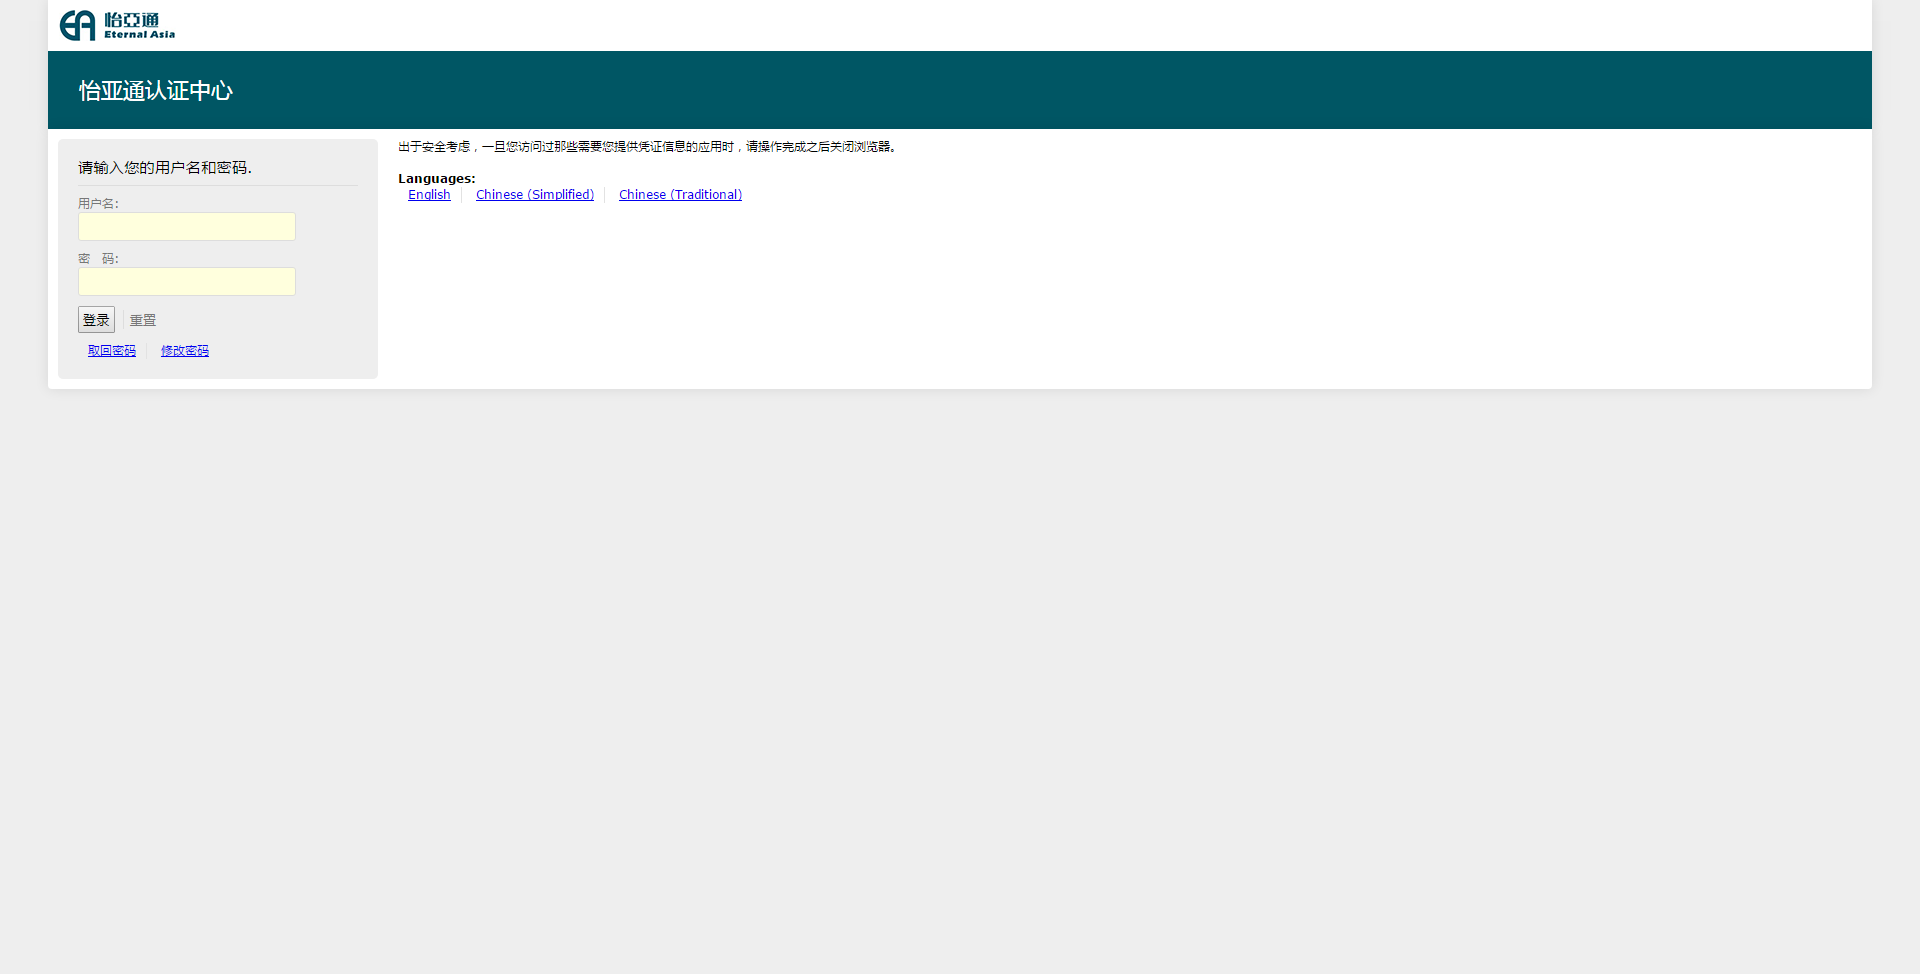 怡亞通
Eternal Asia
怡亚通认证中心
请输入您的用户名和密码.
用户名:
密 码:
登录 重置
取回密码 修改密码
出于安全考虑，一旦您访问过那些需要您提供凭证信息的应用时，请操作完成之后关闭浏览器。
Languages:
English Chinese (Simplified) Chinese (Traditional)